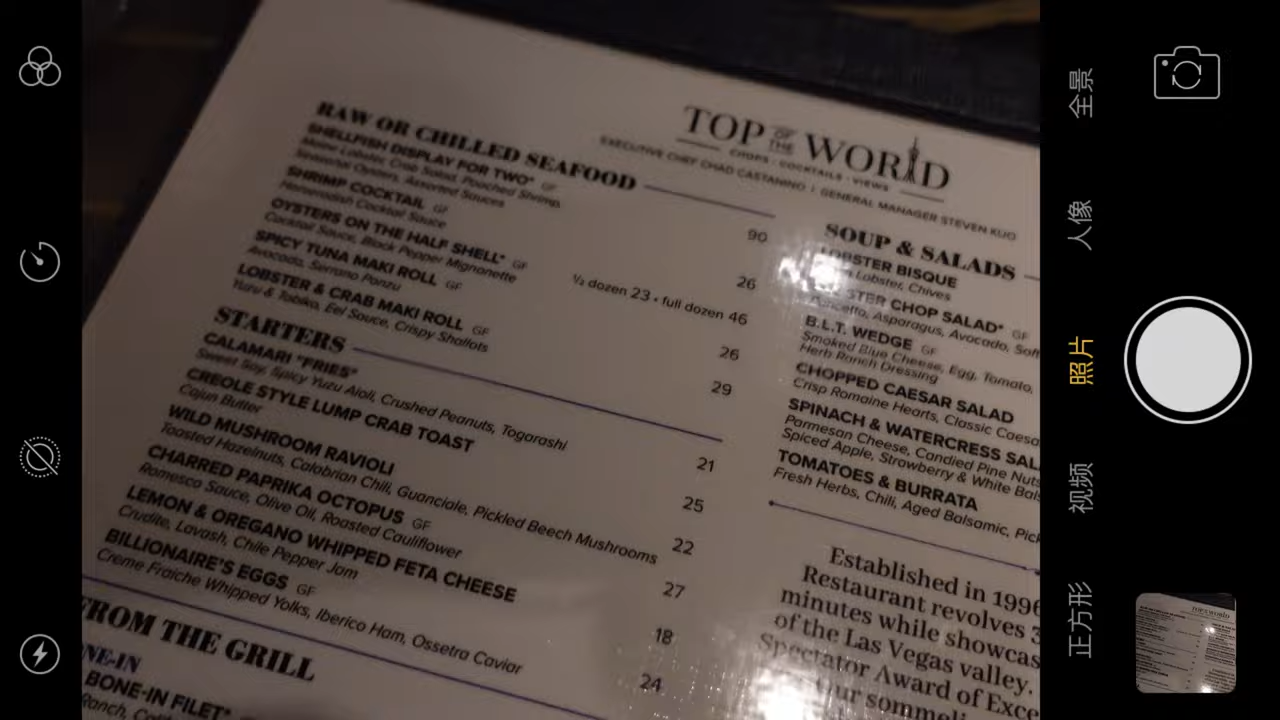 TOP OF THE WORLD
CHOPS · COCKTAILS · VIEWS
EXECUTIVE CHEF CHAD CASTANINO | GENERAL MANAGER STEVEN KUO
RAW OR CHILLED SEAFOOD
SHELLFISH DISPLAY FOR TWO* GF 90
Maine Lobster, Crab Salad, Poached Shrimp,
Seasonal Oysters, Assorted Sauces
SHRIMP COCKTAIL GF 26
Horseradish Cocktail Sauce
OYSTERS ON THE HALF SHELL* GF ½ dozen 23 • full dozen 46
Cocktail Sauce, Black Pepper Mignonette
SPICY TUNA MAKI ROLL GF 26
Avocado, Serrano Ponzu
LOBSTER & CRAB MAKI ROLL GF 29
Yuzu & Tobiko, Eel Sauce, Crispy Shallots
STARTERS
CALAMARI "FRIES" 21
Sweet Soy, Spicy Yuzu Aioli, Crushed Peanuts, Togarashi
CREOLE STYLE LUMP CRAB TOAST 25
Cajun Butter
WILD MUSHROOM RAVIOLI 22
Toasted Hazelnuts, Calabrian Chili, Guanciale, Pickled Beech Mushrooms
CHARRED PAPRIKA OCTOPUS GF 27
Romesco Sauce, Olive Oil, Roasted Cauliflower
LEMON & OREGANO WHIPPED FETA CHEESE 18
Crudite, Lavash, Chile Pepper Jam
BILLIONAIRE'S EGGS GF 24
Creme Fraiche Whipped Yolks, Iberico Ham, Ossetra Caviar
FROM THE GRILL
BONE-IN FILET*
Ranch,
SOUP & SALADS
LOBSTER BISQUE
Lobster, Chives
CHOP SALAD* GF
Asparagus, Avocado,
B.L.T. WEDGE GF
Smoked Blue Cheese, Egg, Tomato,
Herb Ranch Dressing
CHOPPED CAESAR SALAD
Crisp Romaine Hearts, Classic
SPINACH & WATERCRESS
Parmesan Cheese, Candied Pine Nuts
Spiced Apple, Strawberry & White
TOMATOES & BURRATA
Fresh Herbs, Chili, Aged Balsamic,
Established in 1996
Restaurant revolves
minutes while
of the Las Vegas valley.
Spectator Award of
全景
人像
照片
视频
正方形